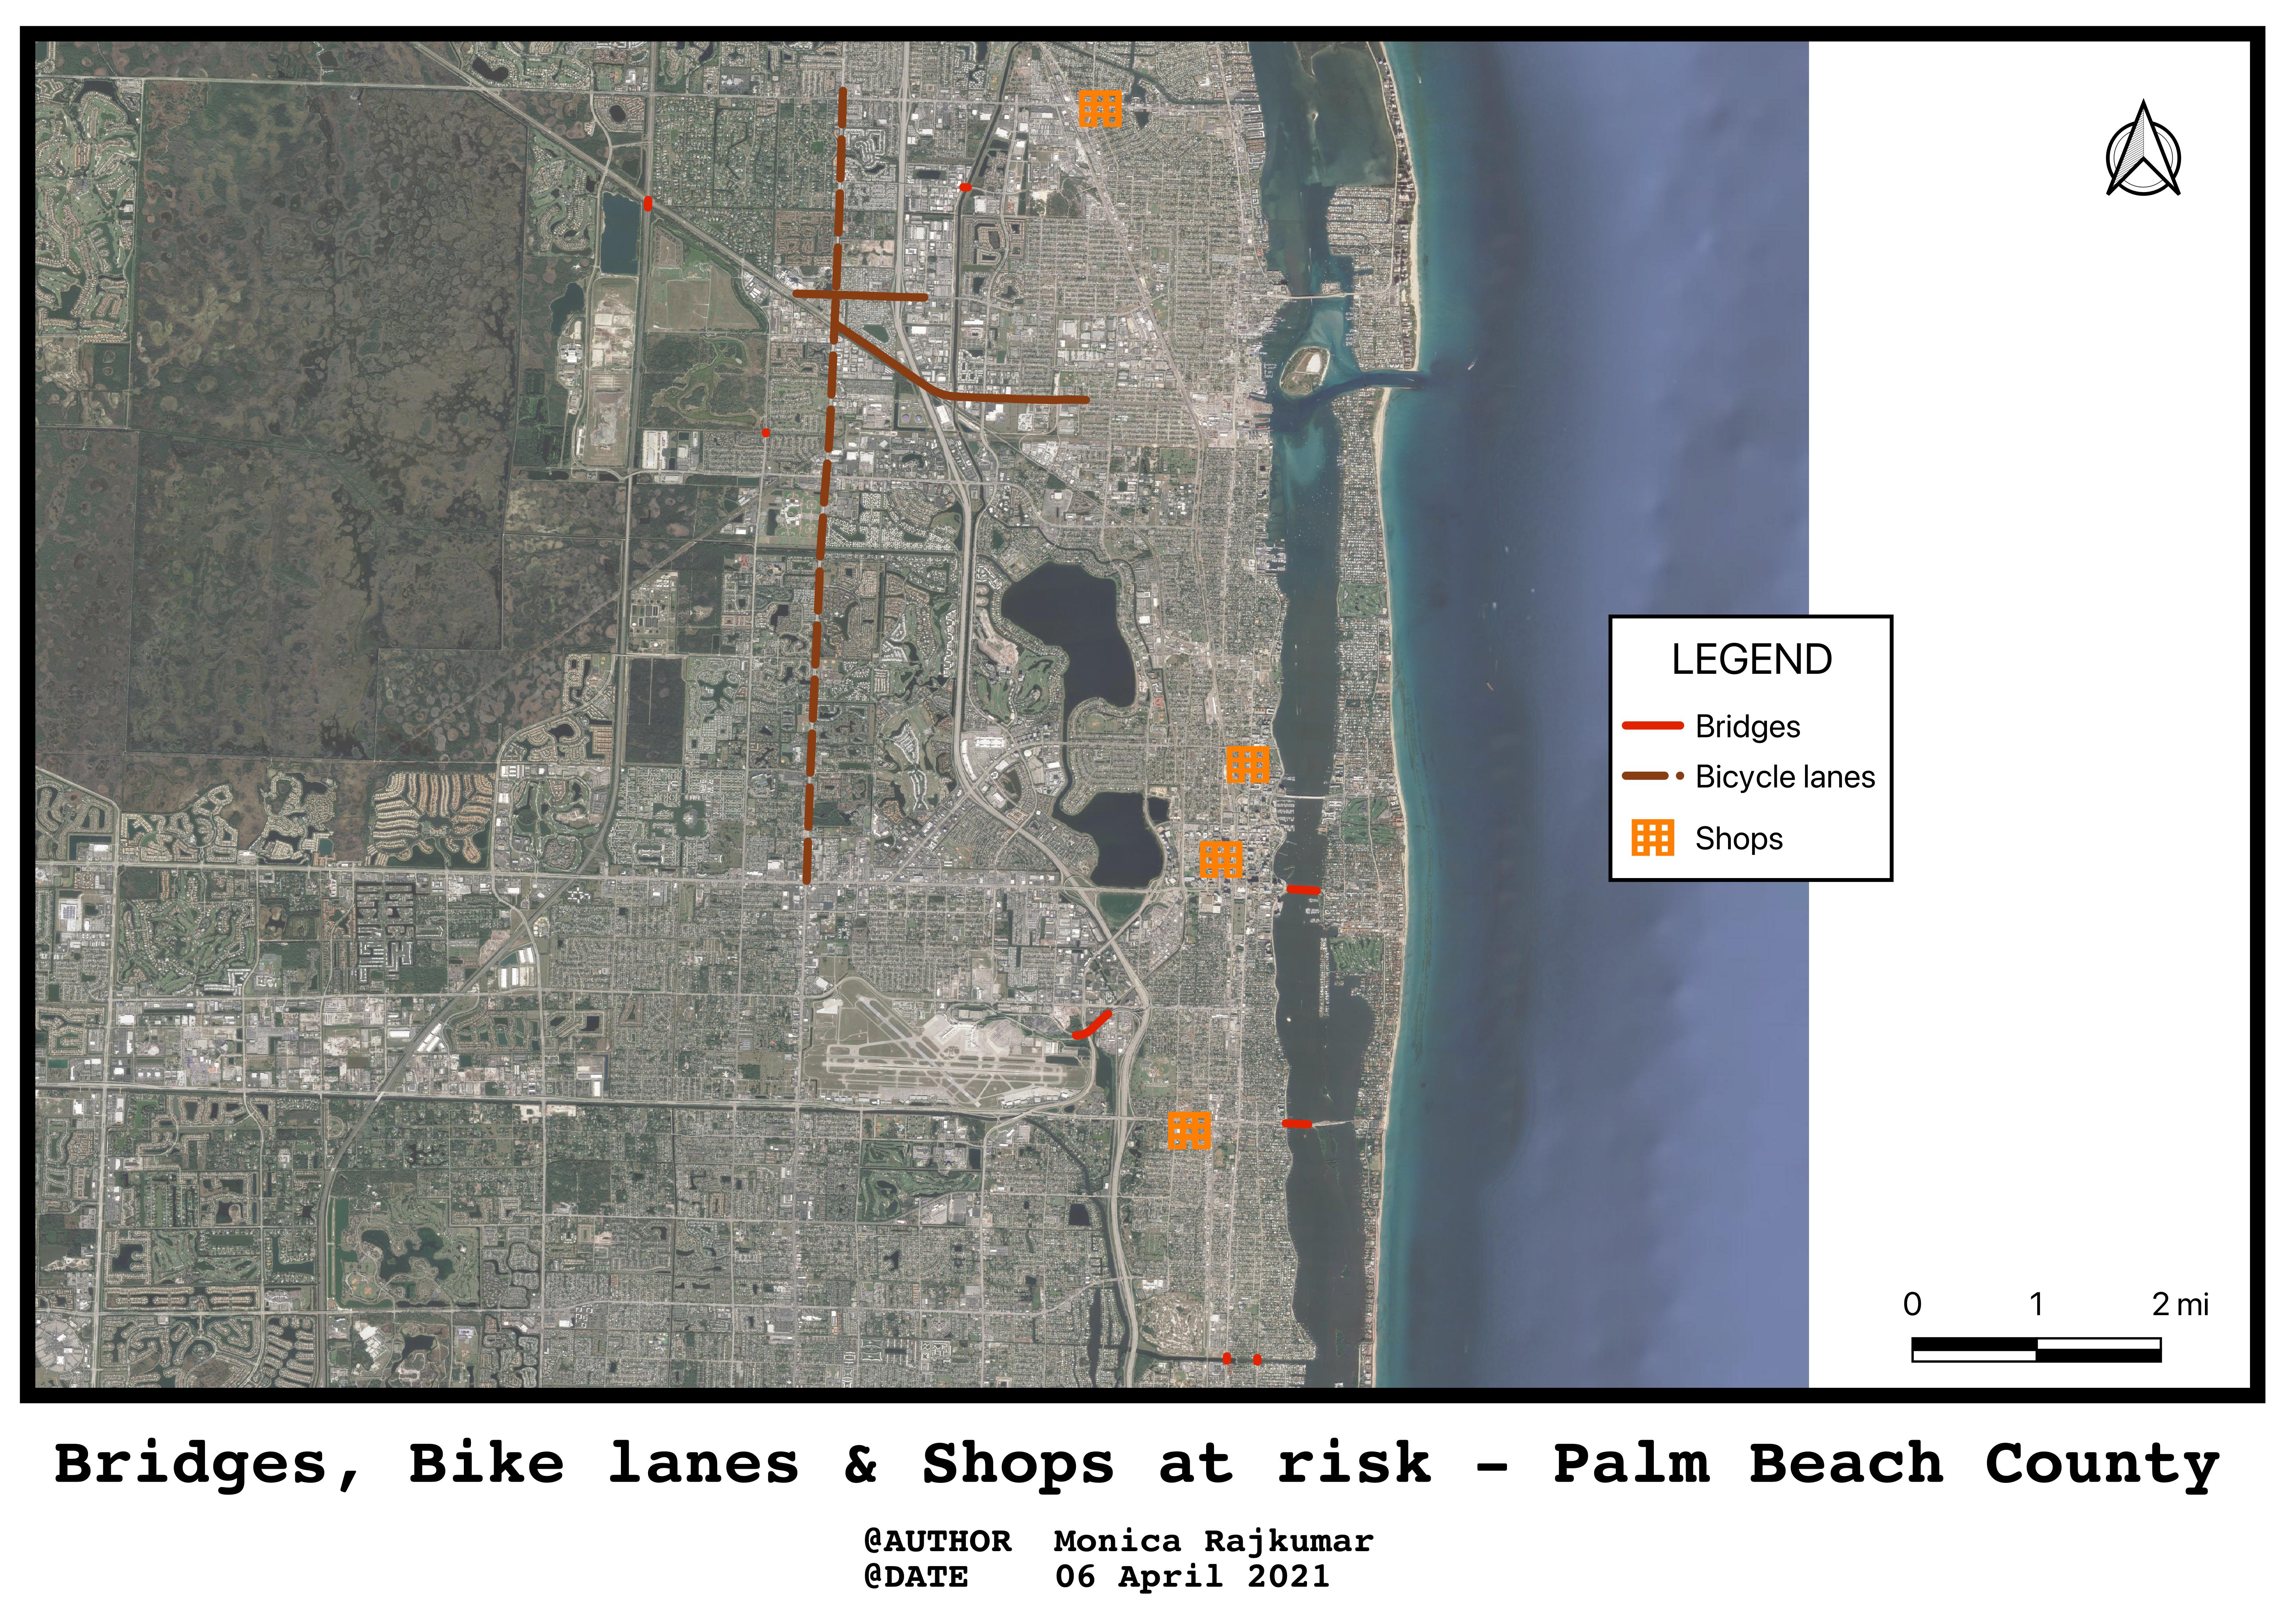 LEGEND
Bridges
Bicycle lanes
Shops
0 1 2 mi
Bridges, Bike lanes & Shops at risk - Palm Beach County
@AUTHOR Monica Rajkumar
@DATE 06 April 2021